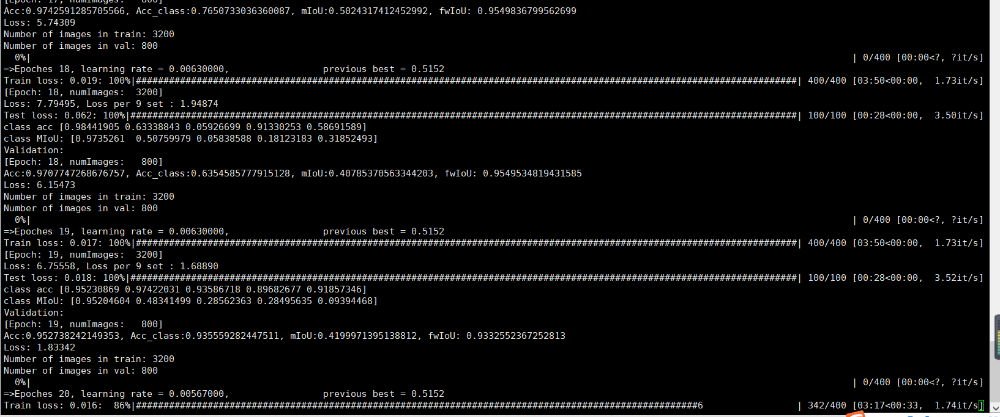 [Epoch: 17, numImages:   800]
Acc:0.9742591285705566, Acc_class:0.7650733036360087, mIoU:0.5024317412452992, fwIoU: 0.9549836799562699
Loss: 5.74309
Number of images in train: 3200
Number of images in val: 800
  0%| | 0/400 [00:00<?, ?it/s]
=>Epoches 18, learning rate = 0.00630000,                 previous best = 0.5152
Train loss: 0.019: 100%|########################################################################################################################| 400/400 [03:50<00:00,  1.73it/s]
[Epoch: 18, numImages:  3200]
Loss: 7.79495, Loss per 9 set : 1.94874
Test loss: 0.062: 100%|#########################################################################################################################| 100/100 [00:28<00:00,  3.50it/s]
class acc [0.98441905 0.63338843 0.05926699 0.91330253 0.58691589]
class MIoU: [0.9735261  0.50759979 0.05838588 0.18123183 0.31852493]
Validation:
[Epoch: 18, numImages:   800]
Acc:0.9707747268676757, Acc_class:0.6354585777915128, mIoU:0.40785370563344203, fwIoU: 0.9549534819431585
Loss: 6.15473
Number of images in train: 3200
Number of images in val: 800
  0%| | 0/400 [00:00<?, ?it/s]
=>Epoches 19, learning rate = 0.00630000,                 previous best = 0.5152
Train loss: 0.017: 100%|########################################################################################################################| 400/400 [03:50<00:00,  1.73it/s]
[Epoch: 19, numImages:  3200]
Loss: 6.75558, Loss per 9 set : 1.68890
Test loss: 0.018: 100%|#########################################################################################################################| 100/100 [00:28<00:00,  3.52it/s]
class acc [0.95230869 0.97422031 0.93586718 0.89682677 0.91857346]
class MIoU: [0.95204604 0.48341499 0.28562363 0.28495635 0.09394468]
Validation:
[Epoch: 19, numImages:   800]
Acc:0.952738242149353, Acc_class:0.935559282447511, mIoU:0.4199971395138812, fwIoU: 0.9332552367252813
Loss: 1.83342
Number of images in train: 3200
Number of images in val: 800
  0%| | 0/400 [00:00<?, ?it/s]
=>Epoches 20, learning rate = 0.00567000,                 previous best = 0.5152
Train loss: 0.016:  86%|######################################################################################################6                 | 342/400 [03:17<00:33,  1.74it/s]